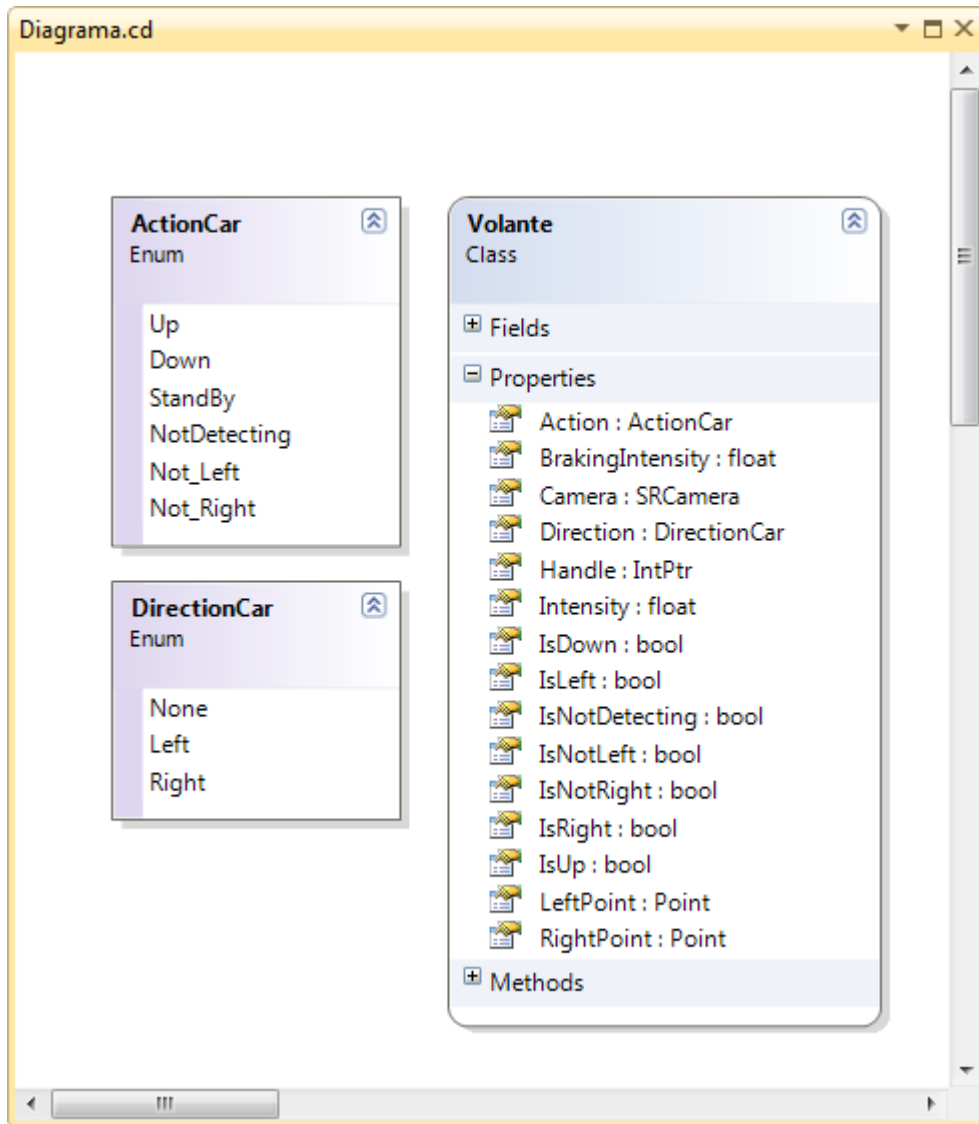 Diagrama.cd
ActionCar
Enum
Up
Down
StandBy
NotDetecting
Not_Left
Not_Right
DirectionCar
Enum
None
Left
Right
Volante
Class
Fields
Properties
Action : ActionCar
BrakingIntensity : float
Camera : SRCamera
Direction : DirectionCar
Handle : IntPtr
Intensity : float
IsDown : bool
IsLeft : bool
IsNotDetecting : bool
IsNotLeft : bool
IsNotRight : bool
IsRight : bool
IsUp : bool
LeftPoint : Point
RightPoint : Point
Methods